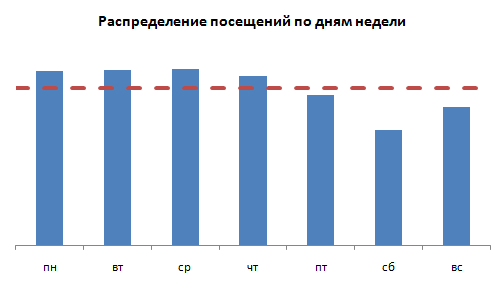 Распределение посещений по дням недели
пн вт ср чт пт сб вс